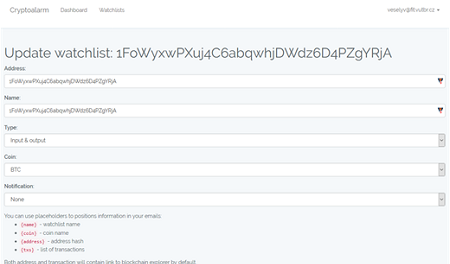 Cryptoalarm Dashboard Watchlists veselyv@fit.vutbr.cz
Update watchlist: 1FoWyxwPXuj4C6abqwhjDWdz6D4PZgYRjA
Address:
1FoWyxwPXuj4C6abqwhjDWdz6D4PZgYRjA
Name:
1FoWyxwPXuj4C6abqwhjDWdz6D4PZgYRjA
Type:
Input & output
Coin:
BTC
Notification:
None
You can use placeholders to positions information in your emails:
{name} - watchlist name
{coin} - coin name
{address} - address hash
{txs} - list of transactions
Both address and transaction will contain link to blockchain explorer by default.